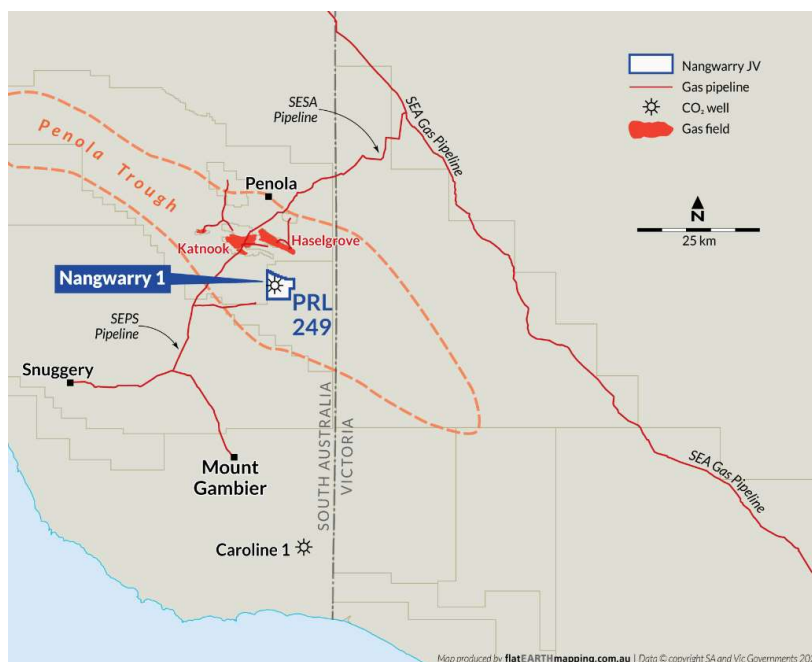 Nangwarry JV
Gas pipeline
CO₂ well
Gas field
N
25 km
SESA
Pipeline
SEA Gas Pipeline
Penola Trough
Penola
Katnook
Haselgrove
Nangwarry 1
PRL
249
SEPS
Pipeline
Snuggery
Mount
Gambier
SOUTH AUSTRALIA
VICTORIA
SEA Gas Pipeline
Caroline 1
Map produced by flatEARTHmapping.com.au | Data © copyright SA and Vic Governments